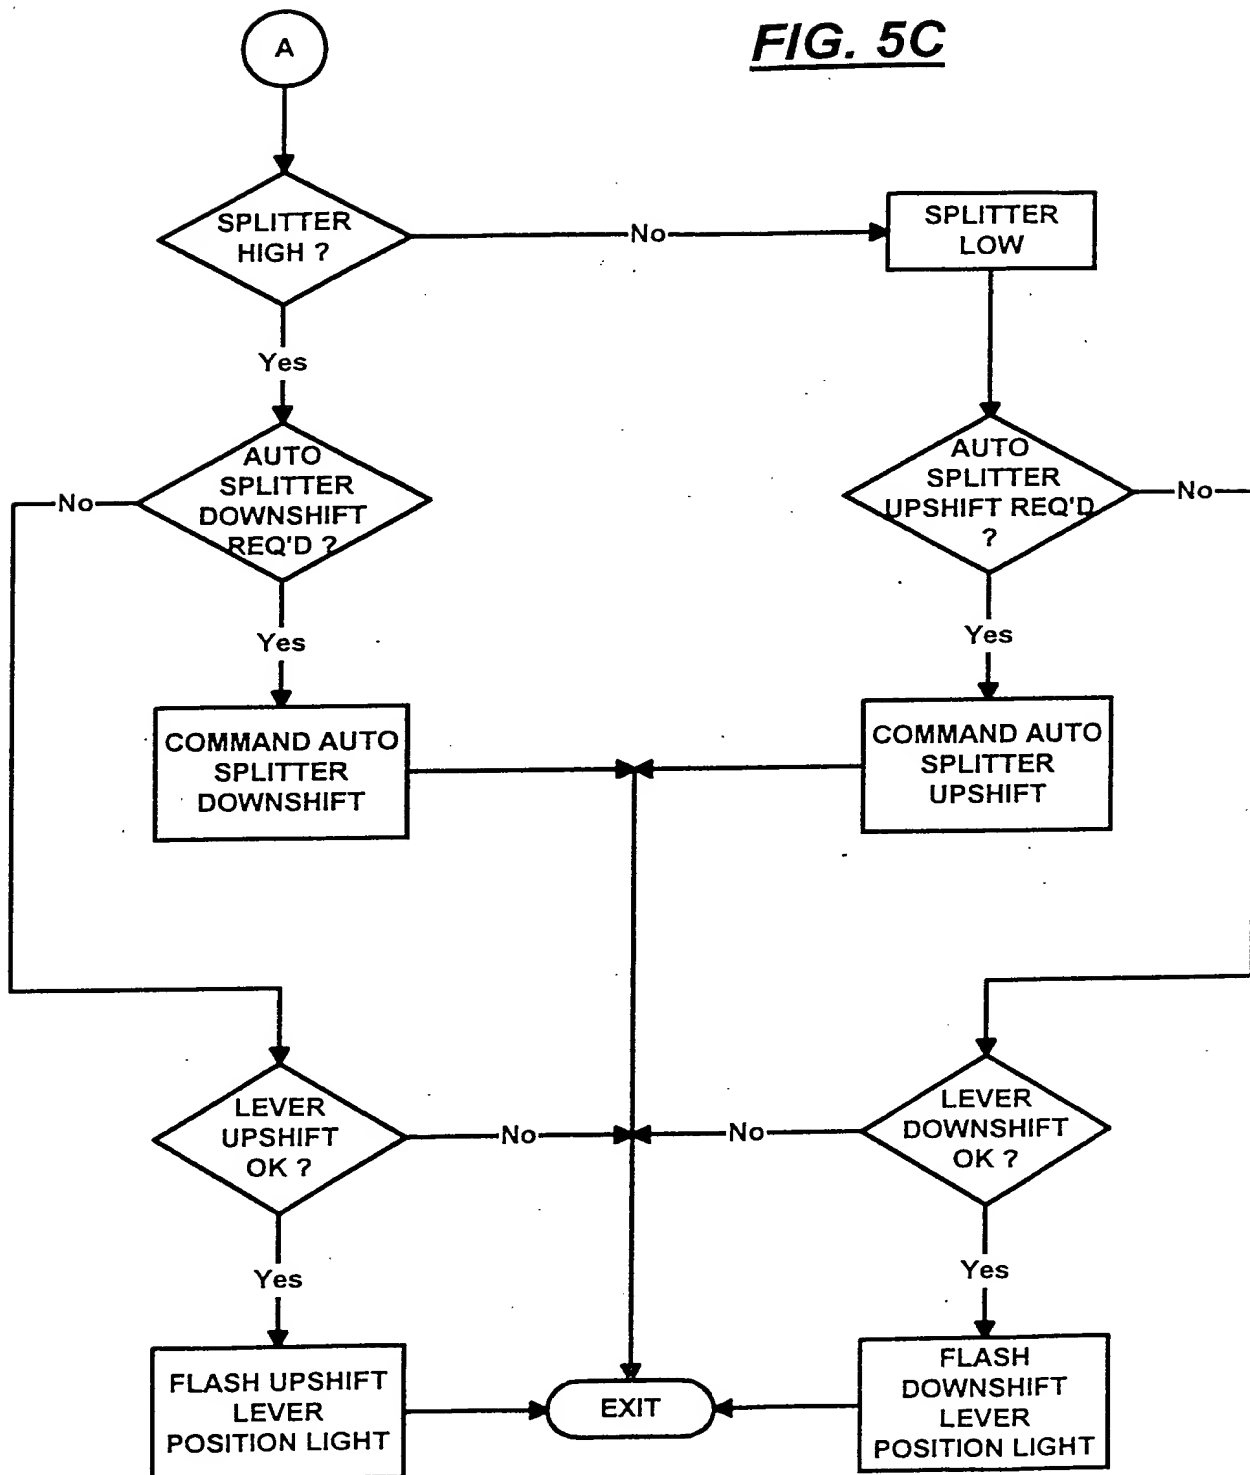 FIG. 5C
A
SPLITTER
HIGH ?
No
SPLITTER
LOW
Yes
AUTO
SPLITTER
DOWNSHIFT
REQ'D ?
No
AUTO
SPLITTER
UPSHIFT REQ'D
?
No
Yes
Yes
COMMAND AUTO
SPLITTER
DOWNSHIFT
COMMAND AUTO
SPLITTER
UPSHIFT
LEVER
UPSHIFT
OK ?
No
No
LEVER
DOWNSHIFT
OK ?
Yes
Yes
FLASH UPSHIFT
LEVER
POSITION LIGHT
EXIT
FLASH
DOWNSHIFT
LEVER
POSITION LIGHT